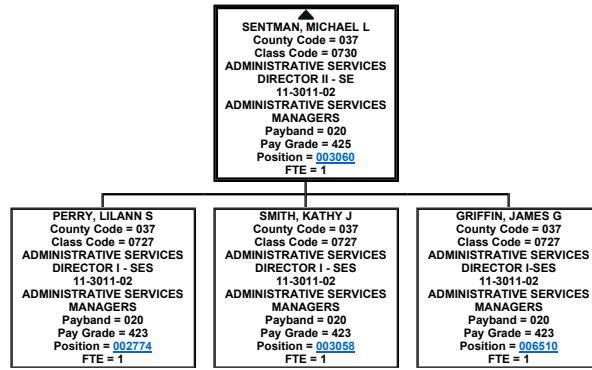 SENTMAN, MICHAEL L
County Code = 037
Class Code = 0730
ADMINISTRATIVE SERVICES
DIRECTOR II - SE
11-3011-02
ADMINISTRATIVE SERVICES
MANAGERS
Payband = 020
Pay Grade = 425
Position = 003060
FTE = 1
PERRY, LILANN S
County Code = 037
Class Code = 0727
ADMINISTRATIVE SERVICES
DIRECTOR I - SES
11-3011-02
ADMINISTRATIVE SERVICES
MANAGERS
Payband = 020
Pay Grade = 423
Position = 002774
FTE = 1
SMITH, KATHY J
County Code = 037
Class Code = 0727
ADMINISTRATIVE SERVICES
DIRECTOR I - SES
11-3011-02
ADMINISTRATIVE SERVICES
MANAGERS
Payband = 020
Pay Grade = 423
Position = 003058
FTE = 1
GRIFFIN, JAMES G
County Code = 037
Class Code = 0727
ADMINISTRATIVE SERVICES
DIRECTOR I-SES
11-3011-02
ADMINISTRATIVE SERVICES
MANAGERS
Payband = 020
Pay Grade = 423
Position = 006510
FTE = 1